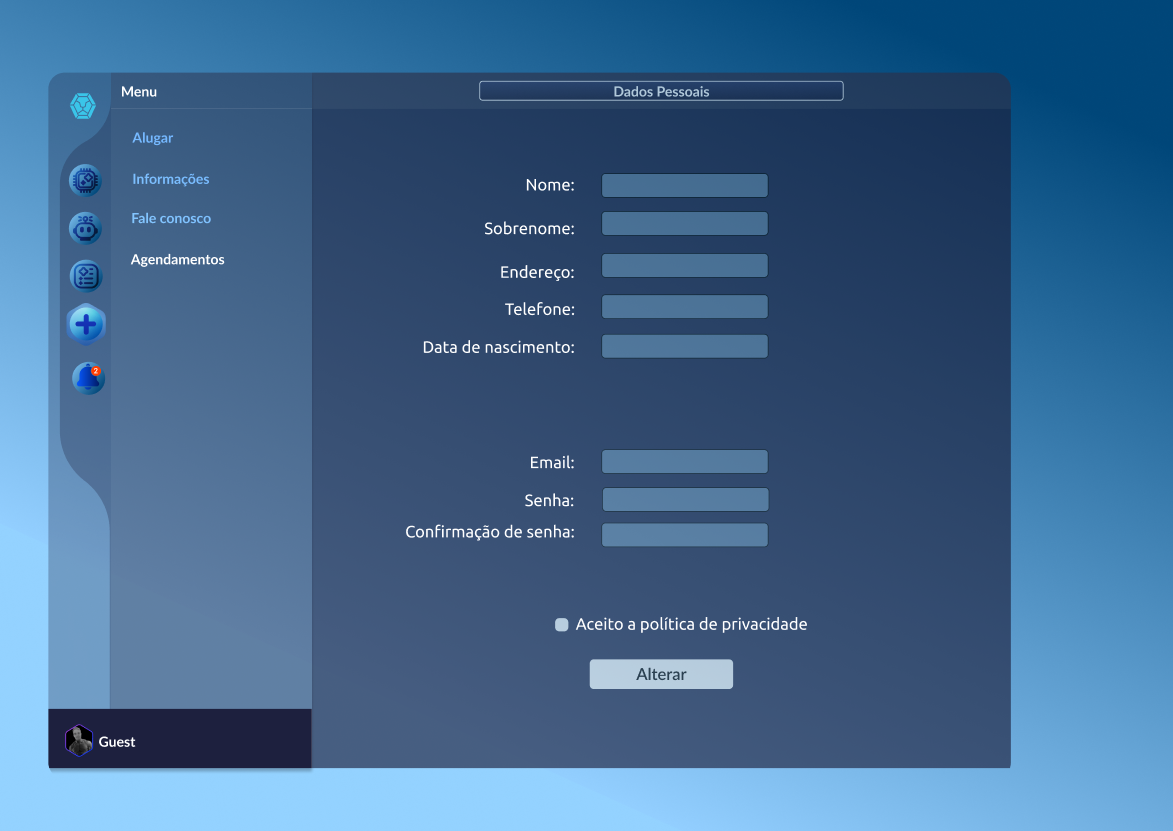 Menu
Dados Pessoais
Alugar
Informações
Fale conosco
Agendamentos
2
Guest
Nome:
Sobrenome:
Endereço:
Telefone:
Data de nascimento:
Email:
Senha:
Confirmação de senha:
Aceito a política de privacidade
Alterar